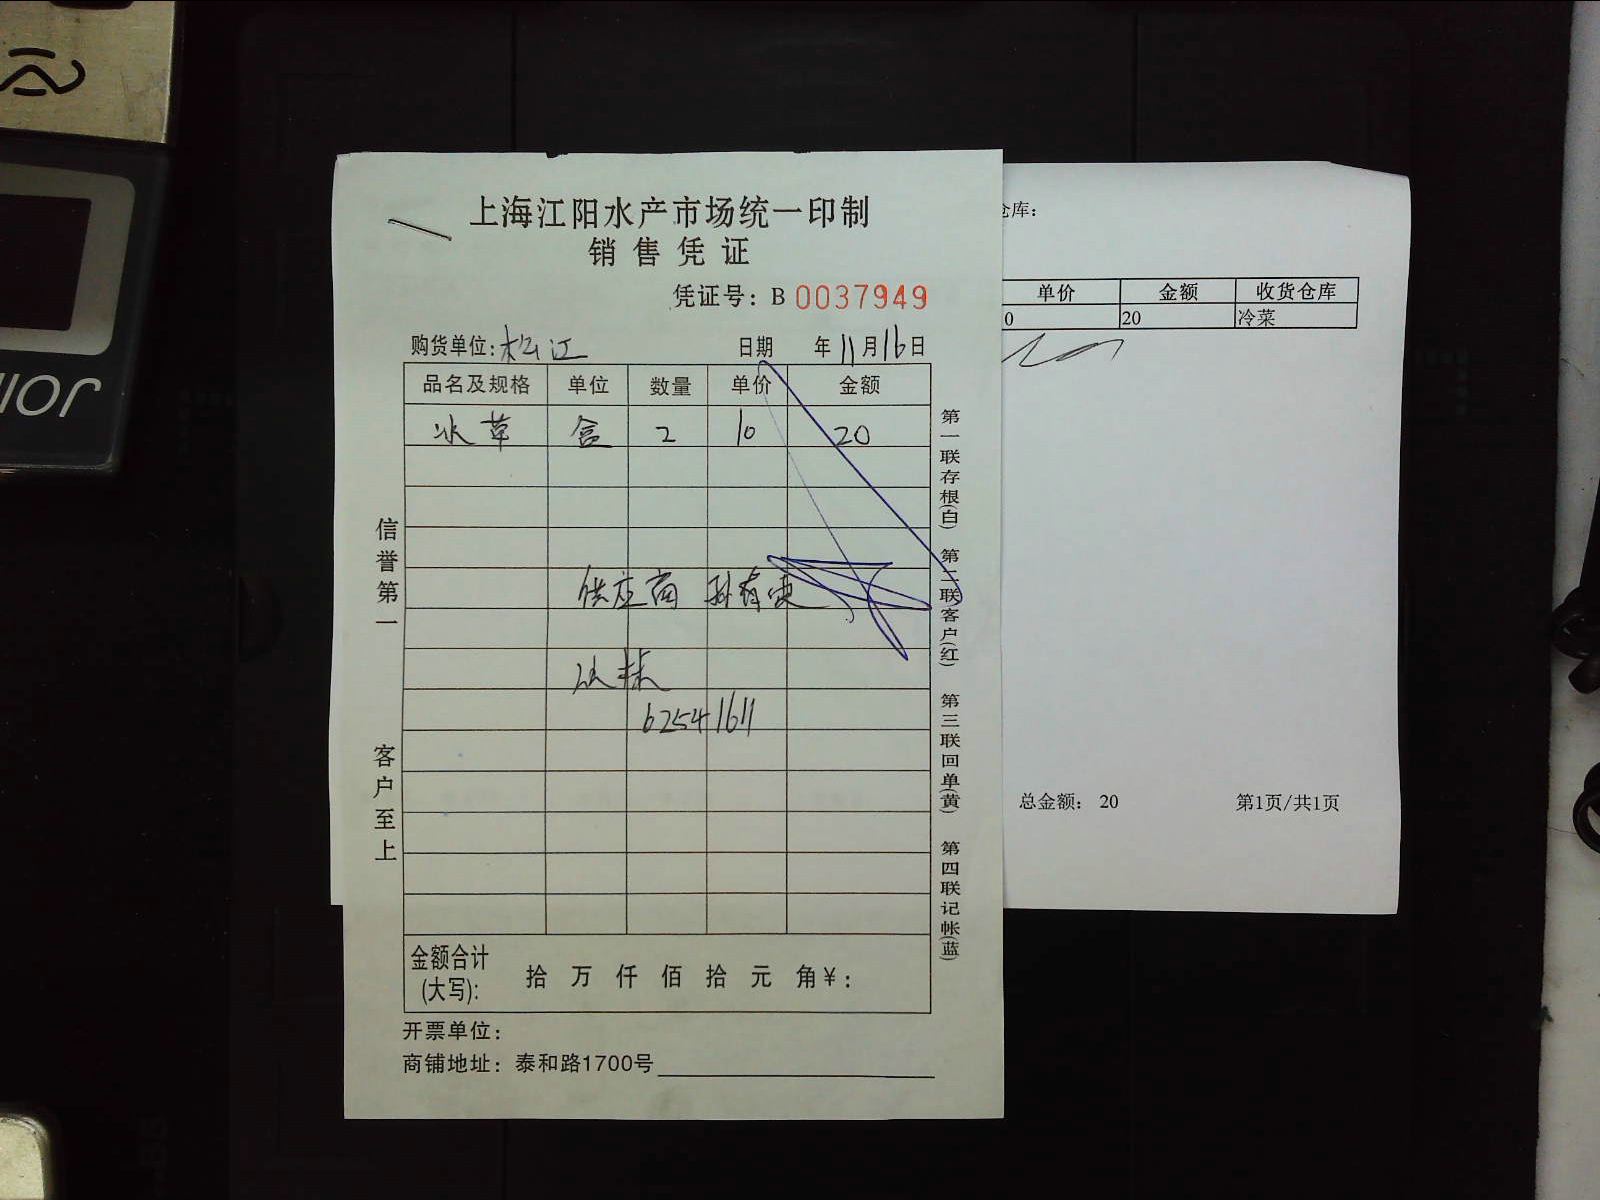 上海江阳水产市场统一印制
销售凭证
凭证号：B 0037949
购货单位：松江 日期 年11月16日
品名及规格 单位 数量 单价 金额
冰草 盒 2 10 20
供应商
62541611
金额合计(大写)： 拾 万 仟 佰 拾 元 角￥：
开票单位：
商铺地址：泰和路1700号
信誉第一 客户至上
第一联存根(白) 第二联客户(红) 第三联回单(黄) 第四联记帐(蓝)
仓库：
单价 金额 收货仓库
0 20 冷菜
总金额： 20 第1页/共1页